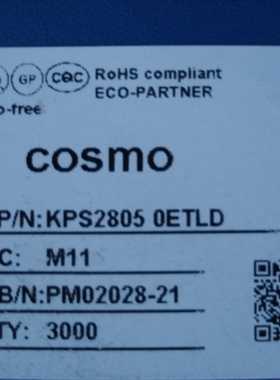 GP CQC RoHS compliant
ECO-PARTNER
o-free
cosmo
P/N: KPS2805 0ETLD
C: M11
B/N: PM02028-21
TY: 3000